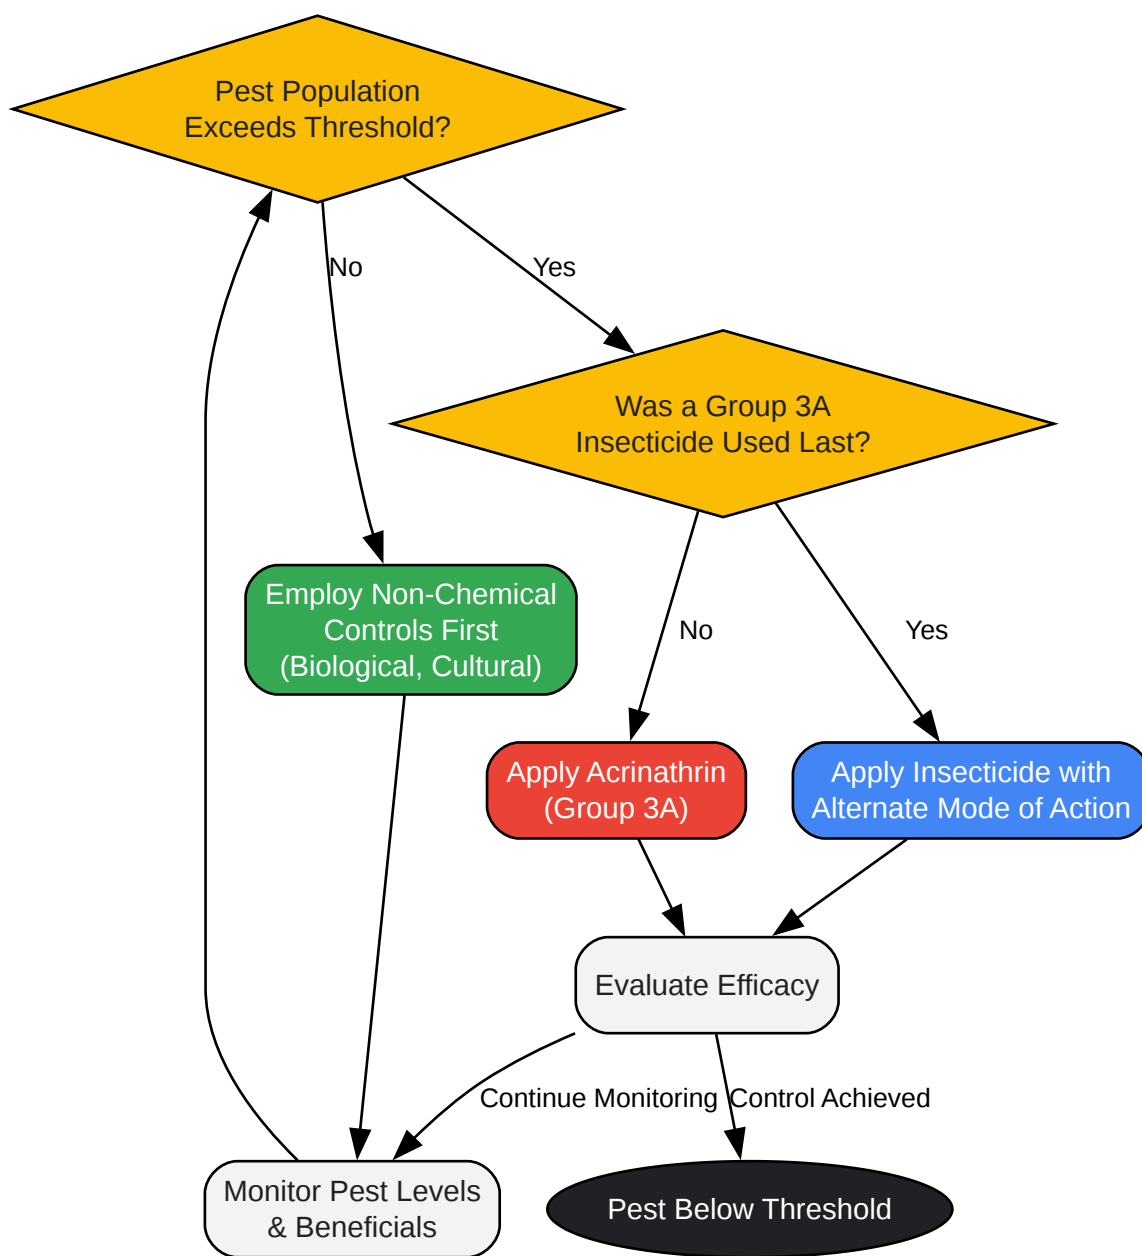 Pest Population
Exceeds Threshold?
No
Yes
Was a Group 3A
Insecticide Used Last?
Employ Non-Chemical
Controls First
(Biological, Cultural)
No
Yes
Apply Acrinathrin
(Group 3A)
Apply Insecticide with
Alternate Mode of Action
Evaluate Efficacy
Continue Monitoring
Control Achieved
Monitor Pest Levels
& Beneficials
Pest Below Threshold